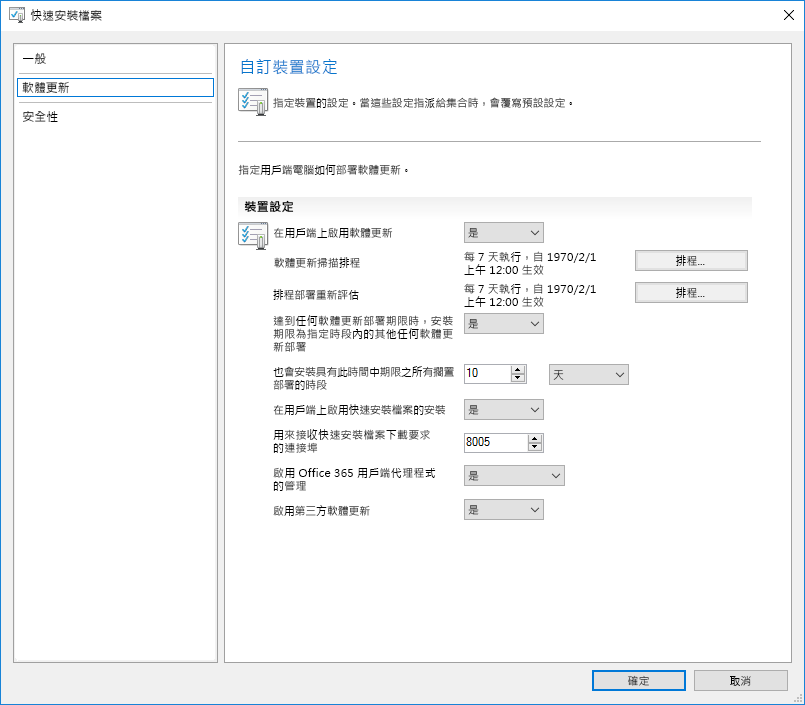 快速安裝檔案
一般
軟體更新
安全性
自訂裝置設定
指定裝置的設定。當這些設定指派給集合時，會覆寫預設設定。
指定用戶端電腦如何部署軟體更新。
裝置設定
在用戶端上啟用軟體更新
是
軟體更新掃描排程
每 7 天執行，自 1970/2/1
上午 12:00 生效
排程...
排程部署重新評估
每 7 天執行，自 1970/2/1
上午 12:00 生效
排程...
達到任何軟體更新部署期限時，安裝
期限為指定時段內的其他任何軟體更
新部署
是
也會安裝具有此時間中期限之所有擱置
部署的時段
10
天
在用戶端上啟用快速安裝檔案的安裝
是
用來接收快速安裝檔案下載要求
的連接埠
8005
啟用 Office 365 用戶端代理程式
的管理
是
啟用第三方軟體更新
是
確定
取消